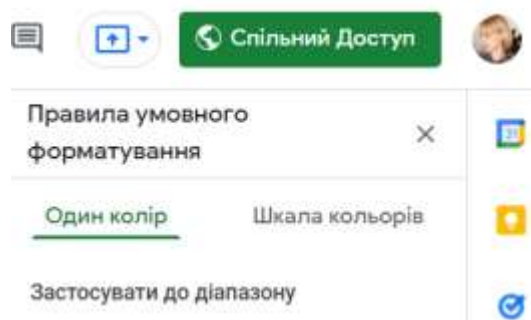 Спільний Доступ
Правила умовного
форматування
Один колір
Шкала кольорів
Застосувати до діапазону